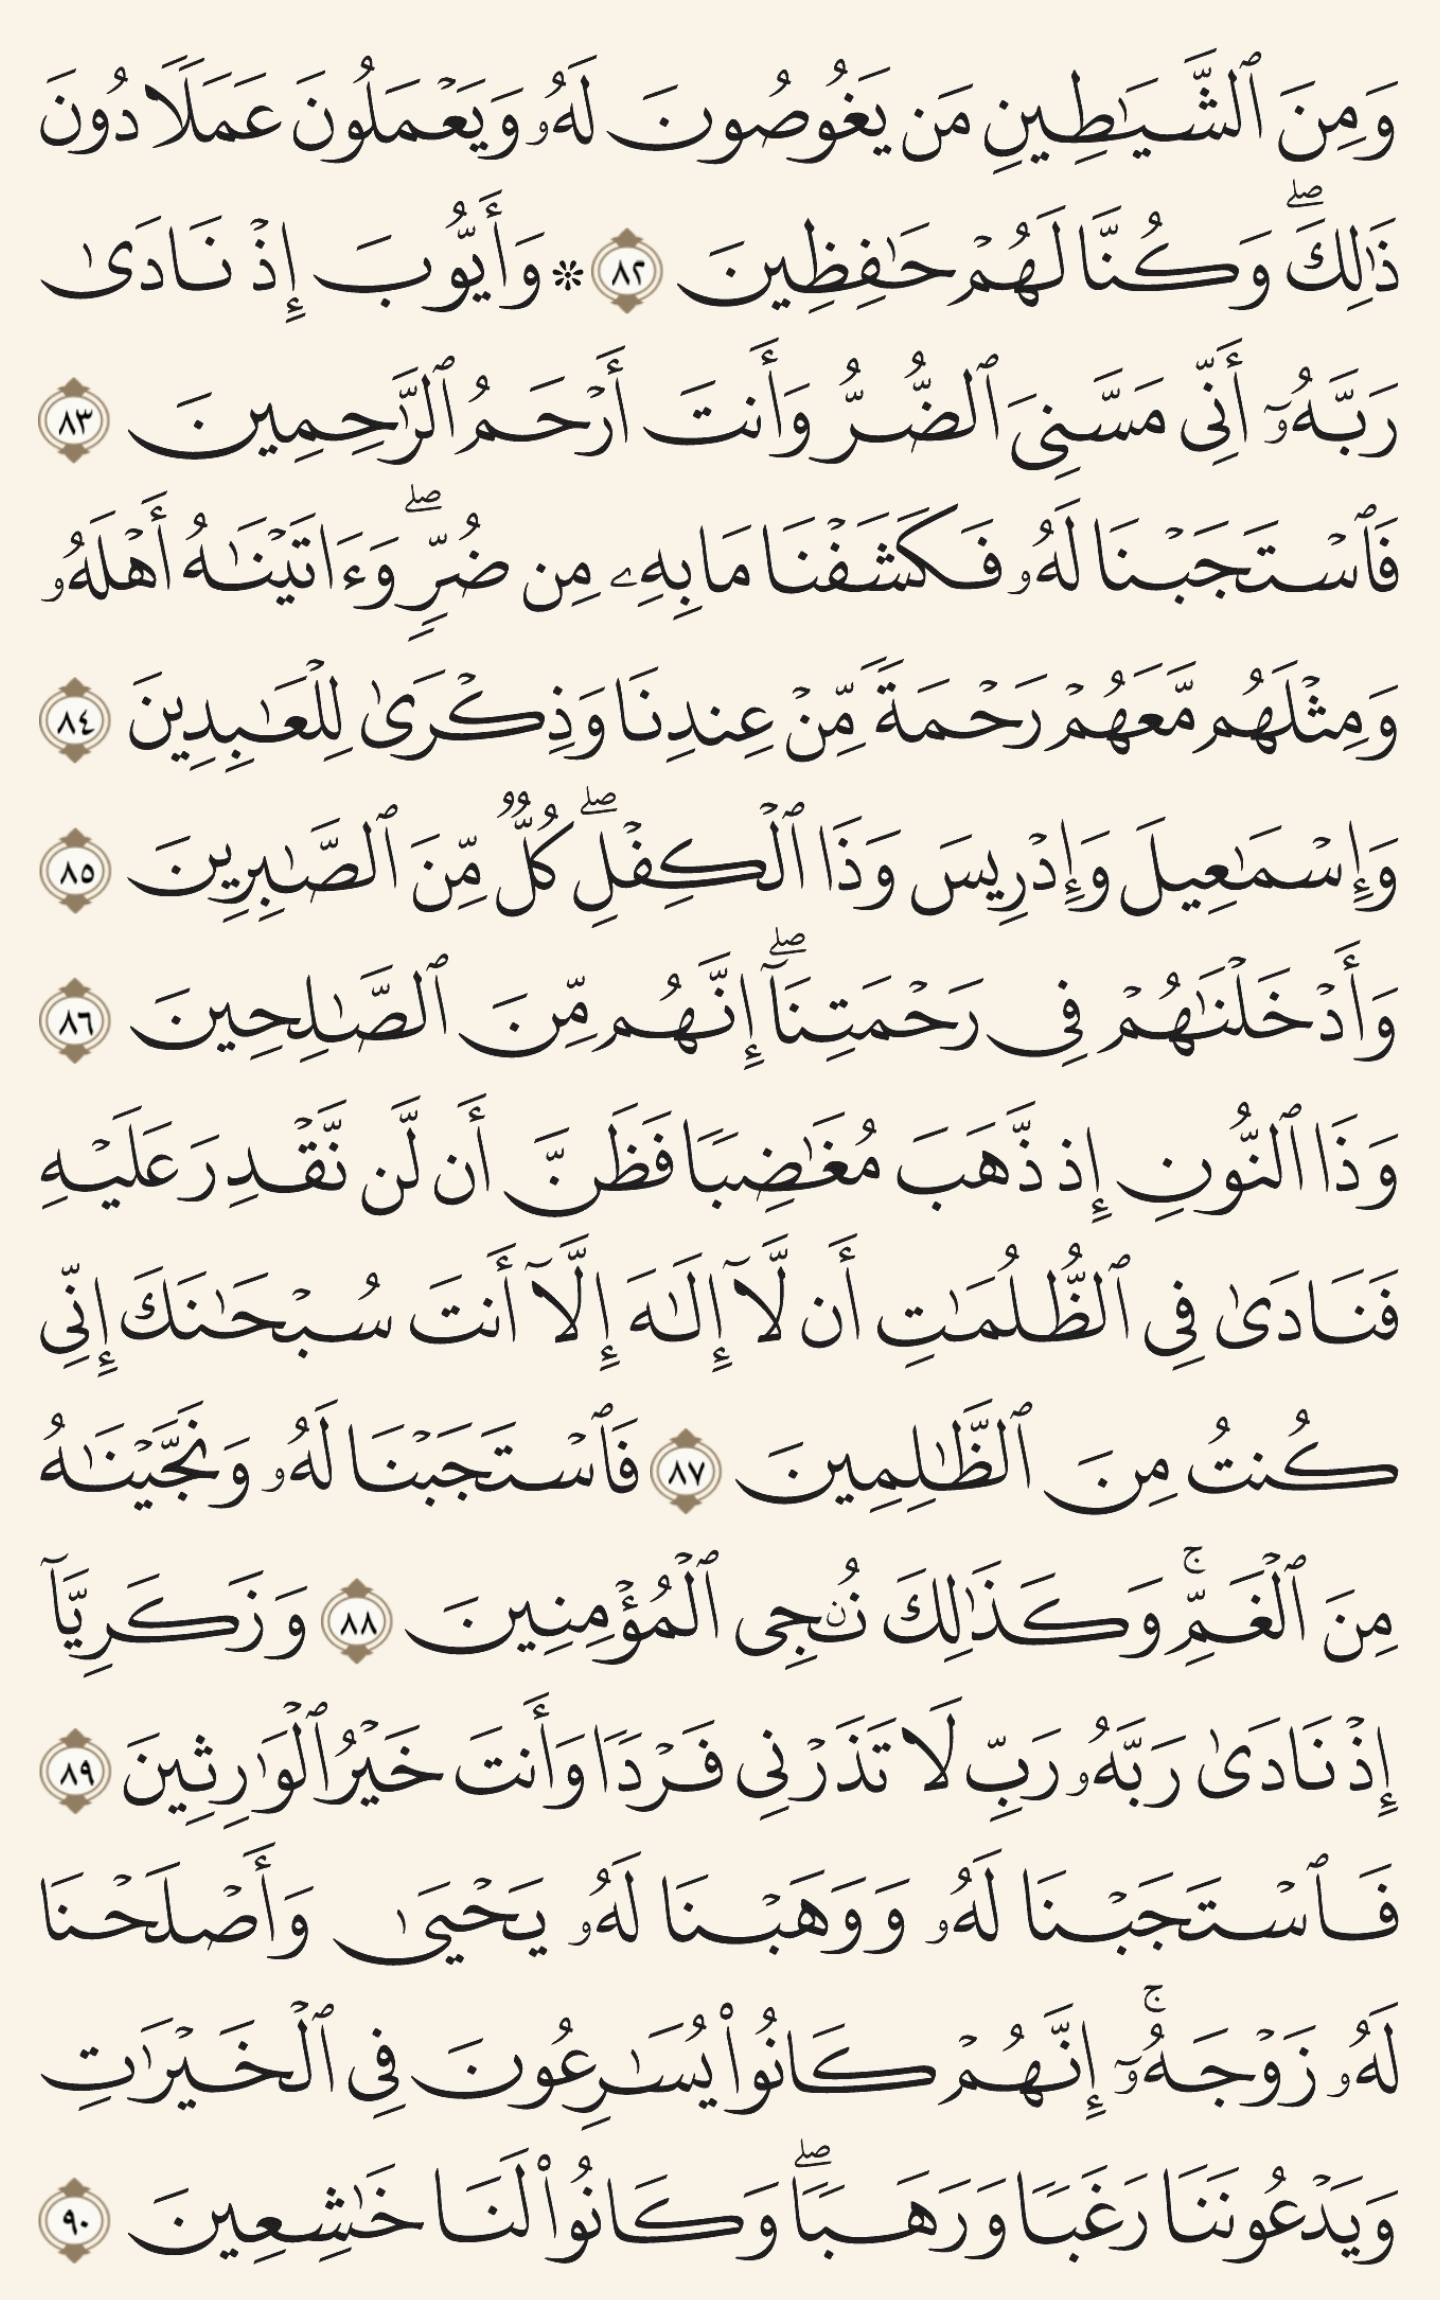 وَمِنَ ٱلشَّيَٰطِينِ مَن يَغُوصُونَ لَهُۥ وَيَعۡمَلُونَ عَمَلٗا دُونَ
ذَٰلِكَۖ وَكُنَّا لَهُمۡ حَٰفِظِينَ ٨٢ ۞ وَأَيُّوبَ إِذۡ نَادَىٰ
رَبَّهُۥٓ أَنِّي مَسَّنِيَ ٱلضُّرُّ وَأَنتَ أَرۡحَمُ ٱلرَّٰحِمِينَ ٨٣
فَٱسۡتَجَبۡنَا لَهُۥ فَكَشَفۡنَا مَا بِهِۦ مِن ضُرّٖۖ وَءَاتَيۡنَٰهُ أَهۡلَهُۥ
وَمِثۡلَهُم مَّعَهُمۡ رَحۡمَةٗ مِّنۡ عِندِنَا وَذِكۡرَىٰ لِلۡعَٰبِدِينَ ٨٤
وَإِسۡمَٰعِيلَ وَإِدۡرِيسَ وَذَا ٱلۡكِفۡلِۖ كُلّٞ مِّنَ ٱلصَّٰبِرِينَ ٨٥
وَأَدۡخَلۡنَٰهُمۡ فِي رَحۡمَتِنَآۖ إِنَّهُم مِّنَ ٱلصَّٰلِحِينَ ٨٦
وَذَا ٱلنُّونِ إِذ ذَّهَبَ مُغَٰضِبٗا فَظَنَّ أَن لَّن نَّقۡدِرَ عَلَيۡهِ
فَنَادَىٰ فِي ٱلظُّلُمَٰتِ أَن لَّآ إِلَٰهَ إِلَّآ أَنتَ سُبۡحَٰنَكَ إِنِّي
كُنتُ مِنَ ٱلظَّٰلِمِينَ ٨٧ فَٱسۡتَجَبۡنَا لَهُۥ وَنَجَّيۡنَٰهُ
مِنَ ٱلۡغَمِّۚ وَكَذَٰلِكَ نُـۨجِي ٱلۡمُؤۡمِنِينَ ٨٨ وَزَكَرِيَّآ
إِذۡ نَادَىٰ رَبَّهُۥ رَبِّ لَا تَذَرۡنِي فَرۡدٗا وَأَنتَ خَيۡرُ ٱلۡوَٰرِثِينَ ٨٩
فَٱسۡتَجَبۡنَا لَهُۥ وَوَهَبۡنَا لَهُۥ يَحۡيَىٰ وَأَصۡلَحۡنَا
لَهُۥ زَوۡجَهُۥٓۚ إِنَّهُمۡ كَانُواْ يُسَٰرِعُونَ فِي ٱلۡخَيۡرَٰتِ
وَيَدۡعُونَنَا رَغَبٗا وَرَهَبٗاۖ وَكَانُواْ لَنَا خَٰشِعِينَ ٩٠